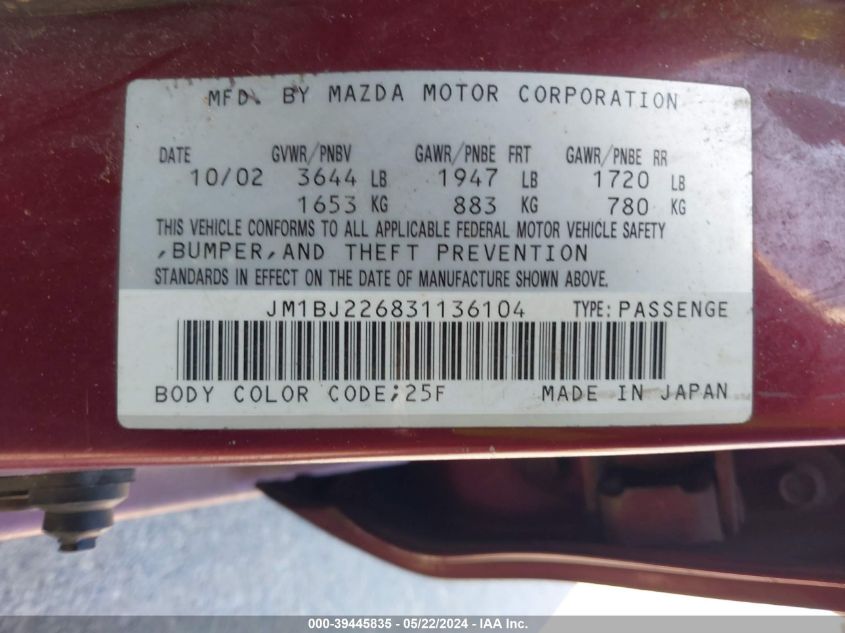 MFD. BY MAZDA MOTOR CORPORATION
DATE GVWR/PNBV GAWR/PNBE FRT GAWR/PNBE RR
10/02 3644 LB 1947 LB 1720 LB
1653 KG 883 KG 780 KG
THIS VEHICLE CONFORMS TO ALL APPLICABLE FEDERAL MOTOR VEHICLE SAFETY
,BUMPER,AND THEFT PREVENTION
STANDARDS IN EFFECT ON THE DATE OF MANUFACTURE SHOWN ABOVE.
JM1BJ226831136104 TYPE: PASSENGE
BODY COLOR CODE;25F MADE IN JAPAN
000-39445835 - 05/22/2024 - IAA Inc.